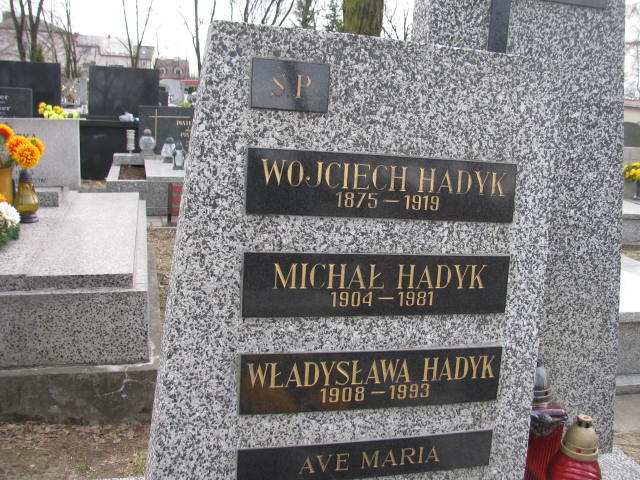 Ś.P
WOJCIECH HADYK
1875 – 1919
MICHAŁ HADYK
1904 – 1981
WŁADYSŁAWA HADYK
1908 – 1993
AVE MARIA